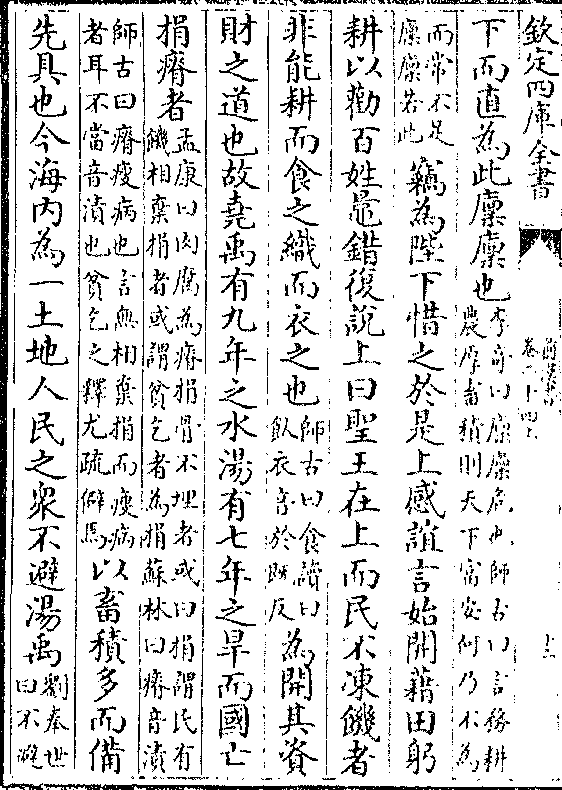 欽定四庫全書
前漢書
卷二十四上
下而直為此廩廩也
李奇曰廩廩危也師古曰言務耕
農厚畜積則天下富安何乃不為
而常不足
廩廩若此
竊為陛下惜之於是上感誼言始開藉田躬
耕以勸百姓鼂錯復說上曰聖王在上而民不凍饑者
非能耕而食之織而衣之也
師古曰食讀曰
飤衣音於既反
為開其資
財之道也故堯禹有九年之水湯有七年之旱而國亡
捐瘠者
孟康曰肉腐為瘠捐骨不埋者或曰捐謂民有
饑相棄捐者或謂貧乞者為捐蘇林曰瘠音漬
師古曰瘠瘦病也言無相棄捐而瘦病
者耳不當音漬也貧乞之釋尤疏僻焉
以畜積多而備
先具也今海內為一土地人民之衆不避湯禹
劉奉世
曰不避